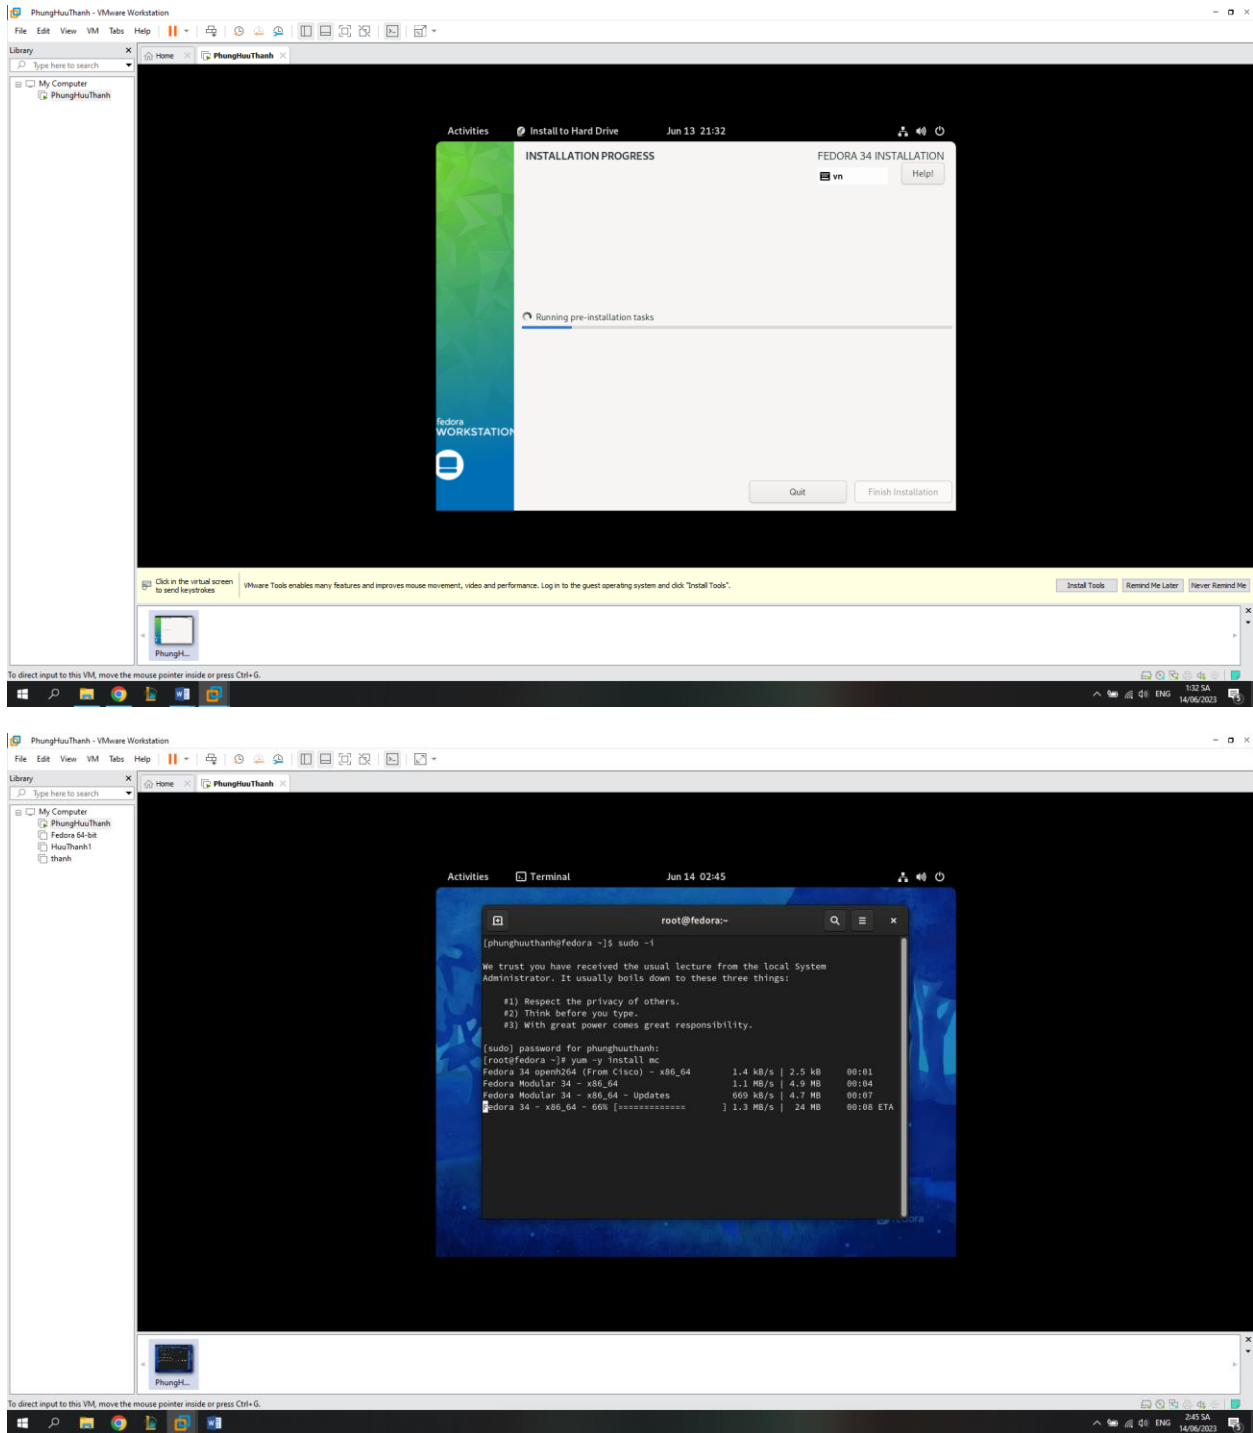 PhungHuuThanh - VMware Workstation
File Edit View VM Tabs Help
Library
Type here to search
My Computer
PhungHuuThanh
Home
PhungHuuThanh
Activities Install to Hard Drive Jun 13 21:32
INSTALLATION PROGRESS
FEDORA 34 INSTALLATION
vn
Help!
Running pre-installation tasks
fedora
WORKSTATION
Quit
Finish Installation
Click in the virtual screen
to send keystrokes
VMware Tools enables many features and improves mouse movement, video and performance. Log in to the guest operating system and click "Install Tools".
Install Tools Remind Me Later Never Remind Me
PhungH...
To direct input to this VM, move the mouse pointer inside or press Ctrl+G.
ENG
1:32 SA
14/06/2023
PhungHuuThanh - VMware Workstation
File Edit View VM Tabs Help
Library
Type here to search
My Computer
PhungHuuThanh
Fedora 64-bit
HuuThanh1
thanh
Home
PhungHuuThanh
Activities Terminal Jun 14 02:45
root@fedora:~
[phunghuuthanh@fedora ~]$ sudo -i
We trust you have received the usual lecture from the local System
Administrator. It usually boils down to these three things:
#1) Respect the privacy of others.
#2) Think before you type.
#3) With great power comes great responsibility.
[sudo] password for phunghuuthanh:
[root@fedora ~]# yum -y install mc
Fedora 34 openh264 (From Cisco) - x86_64 1.4 kB/s | 2.5 kB 00:01
Fedora Modular 34 - x86_64 1.1 MB/s | 4.9 MB 00:04
Fedora Modular 34 - x86_64 - Updates 669 kB/s | 4.7 MB 00:07
Fedora 34 - x86_64 - 66% [============= ] 1.3 MB/s | 24 MB 00:08 ETA
fedora
PhungH...
To direct input to this VM, move the mouse pointer inside or press Ctrl+G.
ENG
2:45 SA
14/06/2023